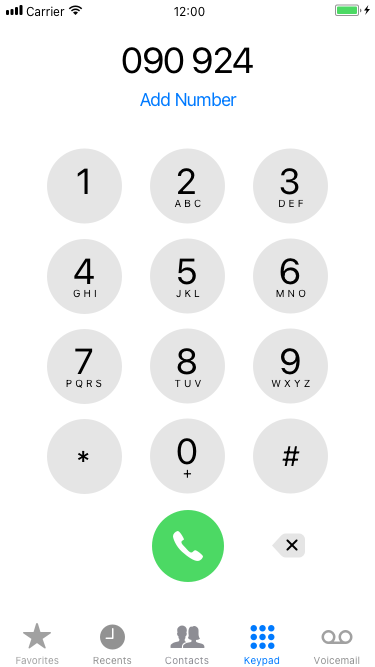 Carrier 12:00
090 924
Add Number
1 2 3
ABC DEF
4 5 6
GHI JKL MNO
7 8 9
PQRS TUV WXYZ
* 0 #
+
Favorites Recents Contacts Keypad Voicemail